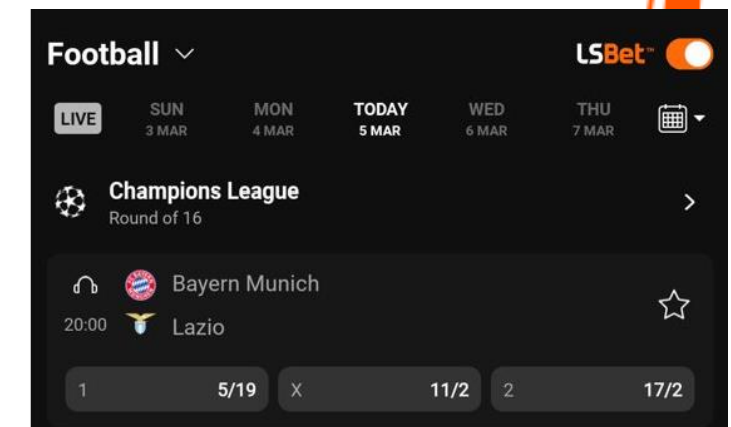 Football LSBet™
LIVE SUN MON TODAY WED THU
3 MAR 4 MAR 5 MAR 6 MAR 7 MAR
Champions League
Round of 16
Bayern Munich
20:00 Lazio
1 5/19 X 11/2 2 17/2